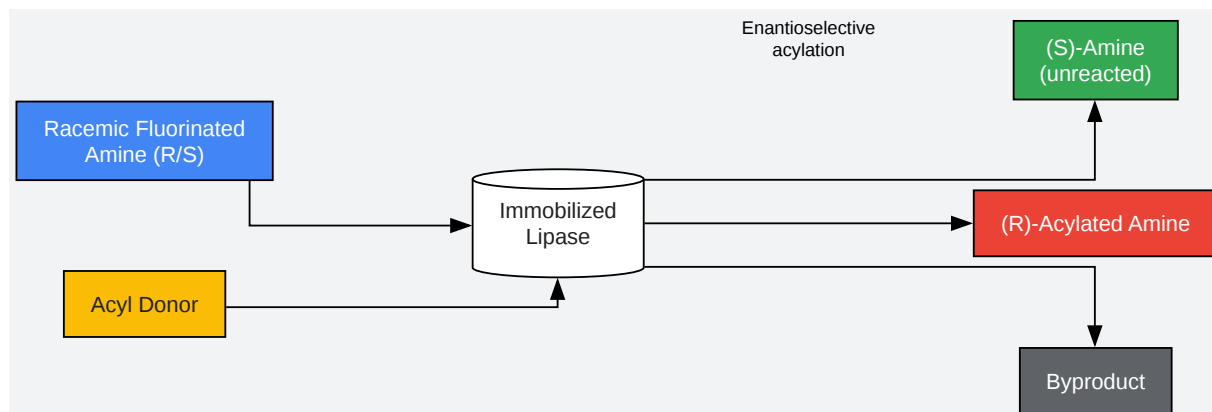 Enantioselective
acylation
(S)-Amine
(unreacted)
Racemic Fluorinated
Amine (R/S)
Immobilized
Lipase
(R)-Acylated Amine
Acyl Donor
Byproduct